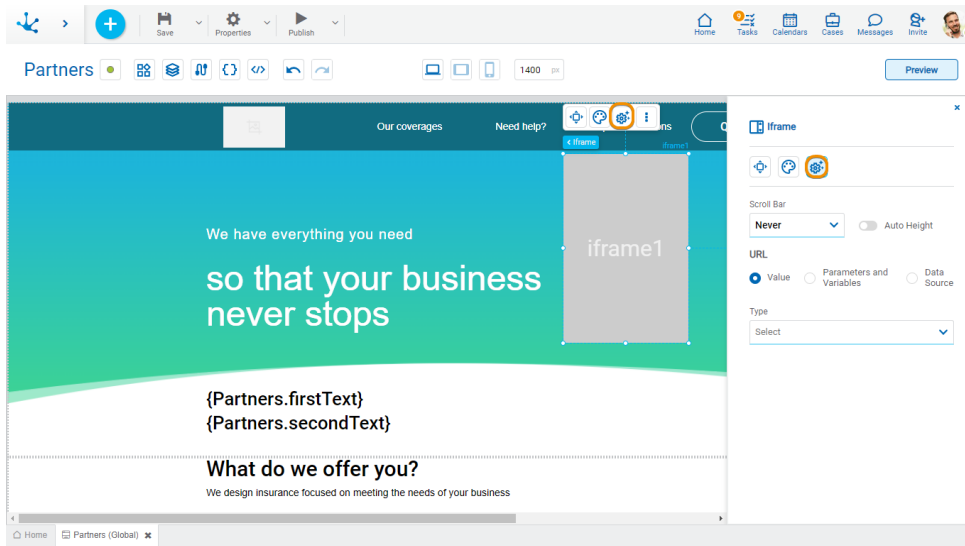 Save
Properties
Publish
Home
9
Tasks
Calendars
Cases
Messages
Invite
Partners
1400 px
Preview
Our coverages
Need help?
ns
Q
Iframe
iframe1
We have everything you need
so that your business
never stops
iframe1
{Partners.firstText}
{Partners.secondText}
What do we offer you?
We design insurance focused on meeting the needs of your business
Iframe
Scroll Bar
Never
Auto Height
URL
Value
Parameters and
Variables
Data
Source
Type
Select
Home
Partners (Global)